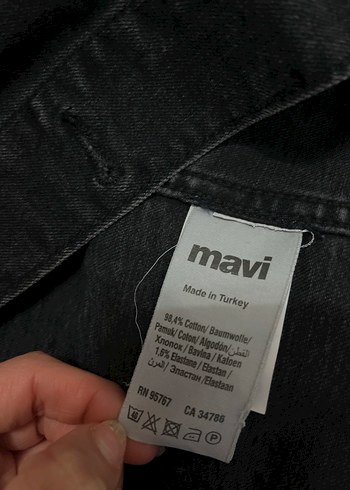 mavi
Made in Turkey
98,4% Cotton/ Baumwolle/
Pamuk/ Coton/ Algodón/القطن/
Хлопок / Bavlna / Katoen
1,6% Elastane / Elastan /
المرن/ Эластан /Elastaan
RN 95767 CA 34786
P